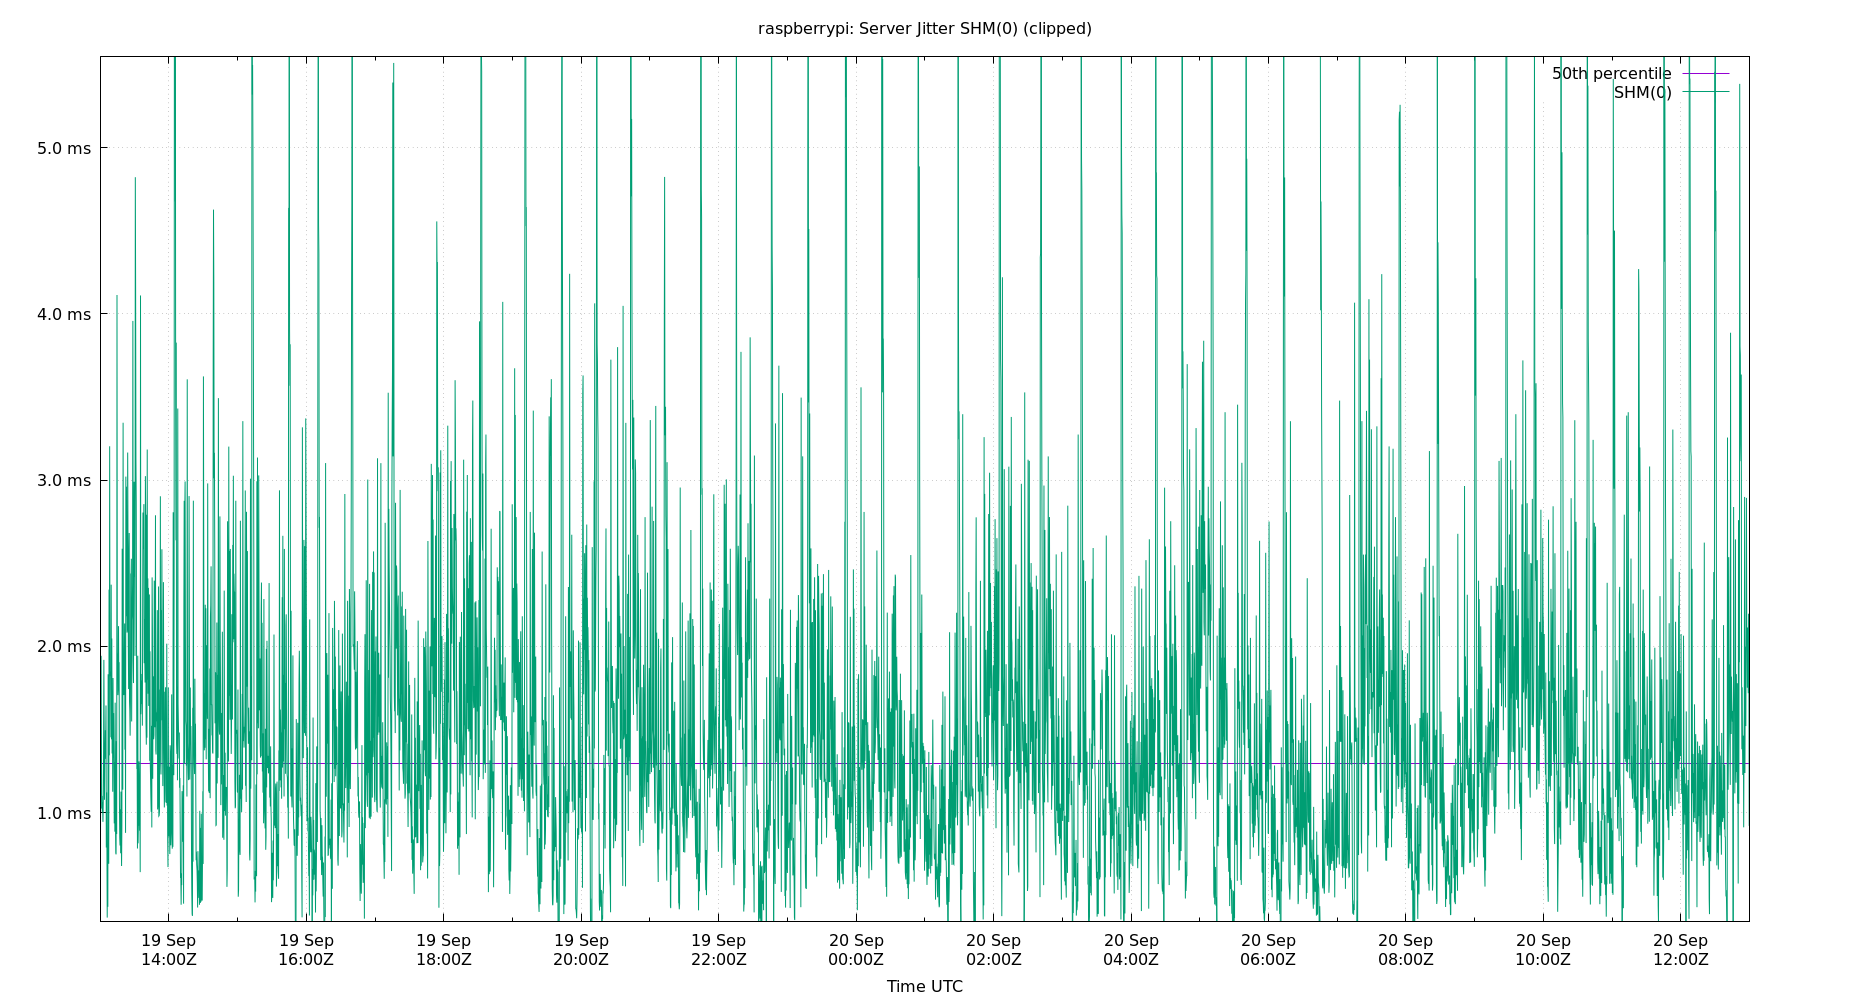 raspberrypi: Server Jitter SHM(0) (clipped)
50th percentile
SHM(0)
5.0 ms
4.0 ms
3.0 ms
2.0 ms
1.0 ms
19 Sep 19 Sep 19 Sep 19 Sep 19 Sep 20 Sep 20 Sep 20 Sep 20 Sep 20 Sep 20 Sep 20 Sep
14:00Z 16:00Z 18:00Z 20:00Z 22:00Z 00:00Z 02:00Z 04:00Z 06:00Z 08:00Z 10:00Z 12:00Z
Time UTC